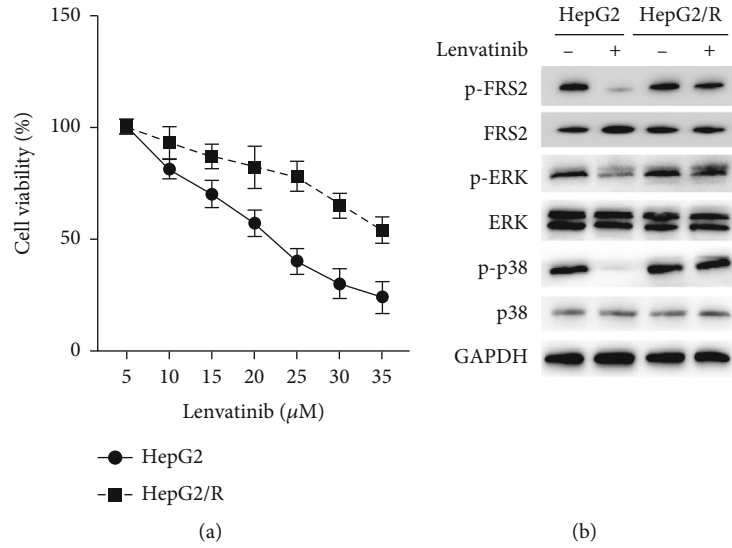 150
100
50
0
Cell viability (%)
5 10 15 20 25 30 35
Lenvatinib (μM)
HepG2
HepG2/R
(a)
HepG2 HepG2/R
Lenvatinib – + – +
p-FRS2
FRS2
p-ERK
ERK
p-p38
p38
GAPDH
(b)